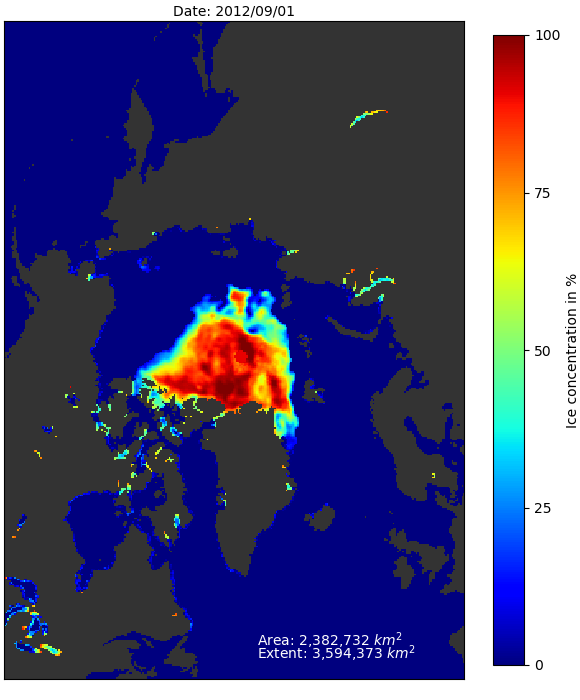 Date: 2012/09/01
100
75
50
25
0
Ice concentration in %
Area: 2,382,732 km²
Extent: 3,594,373 km²